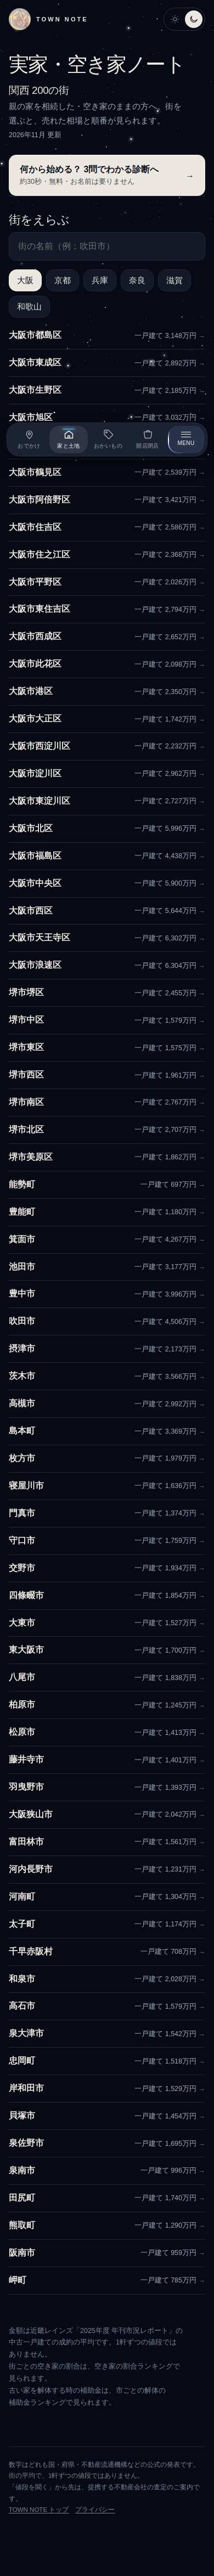 TOWN NOTE
実家・空き家ノート
関西 200の街
親の家を相続した・空き家のままの方へ。街を
選ぶと、売れた相場と順番が見られます。
2026年11月 更新
何から始める？ 3問でわかる診断へ →
約30秒・無料・お名前は要りません
街をえらぶ
街の名前（例：吹田市）
大阪 京都 兵庫 奈良 滋賀
和歌山
大阪市都島区 一戸建て 3,148万円 →
大阪市東成区 一戸建て 2,892万円 →
大阪市生野区 一戸建て 2,185万円 →
大阪市旭区 一戸建て 3,032万円 →
おでかけ 家と土地 おかいもの 開店閉店 MENU
大阪市鶴見区 一戸建て 2,539万円 →
大阪市阿倍野区 一戸建て 3,421万円 →
大阪市住吉区 一戸建て 2,586万円 →
大阪市住之江区 一戸建て 2,368万円 →
大阪市平野区 一戸建て 2,026万円 →
大阪市東住吉区 一戸建て 2,794万円 →
大阪市西成区 一戸建て 2,652万円 →
大阪市此花区 一戸建て 2,098万円 →
大阪市港区 一戸建て 2,350万円 →
大阪市大正区 一戸建て 1,742万円 →
大阪市西淀川区 一戸建て 2,232万円 →
大阪市淀川区 一戸建て 2,962万円 →
大阪市東淀川区 一戸建て 2,727万円 →
大阪市北区 一戸建て 5,996万円 →
大阪市福島区 一戸建て 4,438万円 →
大阪市中央区 一戸建て 5,900万円 →
大阪市西区 一戸建て 5,644万円 →
大阪市天王寺区 一戸建て 6,302万円 →
大阪市浪速区 一戸建て 6,304万円 →
堺市堺区 一戸建て 2,455万円 →
堺市中区 一戸建て 1,579万円 →
堺市東区 一戸建て 1,575万円 →
堺市西区 一戸建て 1,961万円 →
堺市南区 一戸建て 2,767万円 →
堺市北区 一戸建て 2,707万円 →
堺市美原区 一戸建て 1,862万円 →
能勢町 一戸建て 697万円 →
豊能町 一戸建て 1,180万円 →
箕面市 一戸建て 4,267万円 →
池田市 一戸建て 3,177万円 →
豊中市 一戸建て 3,996万円 →
吹田市 一戸建て 4,506万円 →
摂津市 一戸建て 2,173万円 →
茨木市 一戸建て 3,566万円 →
高槻市 一戸建て 2,992万円 →
島本町 一戸建て 3,369万円 →
枚方市 一戸建て 1,979万円 →
寝屋川市 一戸建て 1,636万円 →
門真市 一戸建て 1,374万円 →
守口市 一戸建て 1,759万円 →
交野市 一戸建て 1,934万円 →
四條畷市 一戸建て 1,854万円 →
大東市 一戸建て 1,527万円 →
東大阪市 一戸建て 1,700万円 →
八尾市 一戸建て 1,838万円 →
柏原市 一戸建て 1,245万円 →
松原市 一戸建て 1,413万円 →
藤井寺市 一戸建て 1,401万円 →
羽曳野市 一戸建て 1,393万円 →
大阪狭山市 一戸建て 2,042万円 →
富田林市 一戸建て 1,561万円 →
河内長野市 一戸建て 1,231万円 →
河南町 一戸建て 1,304万円 →
太子町 一戸建て 1,174万円 →
千早赤阪村 一戸建て 708万円 →
和泉市 一戸建て 2,028万円 →
高石市 一戸建て 1,579万円 →
泉大津市 一戸建て 1,542万円 →
忠岡町 一戸建て 1,518万円 →
岸和田市 一戸建て 1,529万円 →
貝塚市 一戸建て 1,454万円 →
泉佐野市 一戸建て 1,695万円 →
泉南市 一戸建て 996万円 →
田尻町 一戸建て 1,740万円 →
熊取町 一戸建て 1,290万円 →
阪南市 一戸建て 959万円 →
岬町 一戸建て 785万円 →
金額は近畿レインズ「2025年度 年刊市況レポート」の
中古一戸建ての成約の平均です。1軒ずつの値段では
ありません。
街ごとの空き家の割合は、空き家の割合ランキングで
見られます。
古い家を解体する時の補助金は、市ごとの解体の
補助金ランキングで見られます。
数字はどれも国・府県・不動産流通機構などの公式の発表です。
街の平均で、1軒ずつの値段ではありません。
「値段を聞く」から先は、提携する不動産会社の査定のご案内で
す。
TOWN NOTE トップ プライバシー